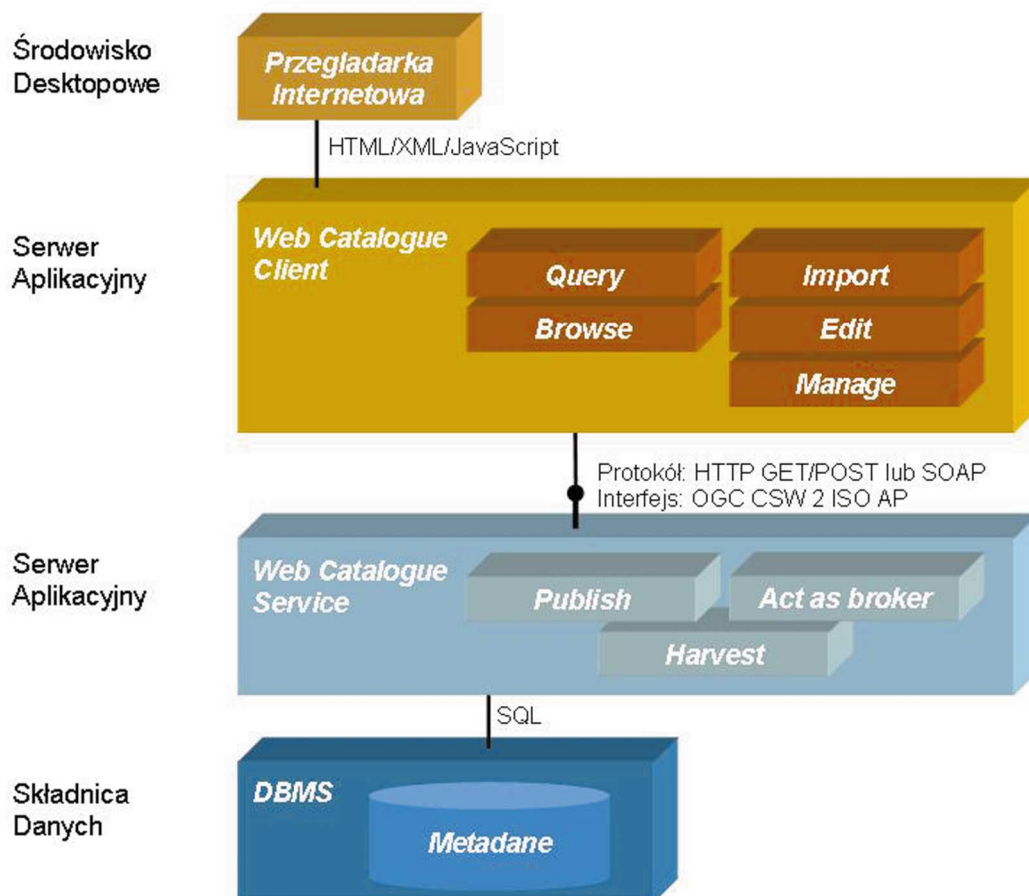 Środowisko
Desktopowe
Przegladarka
Internetowa
HTML/XML/JavaScript
Serwer
Aplikacyjny
Web Catalogue
Client
Query
Browse
Import
Edit
Manage
Protokół: HTTP GET/POST lub SOAP
Interfejs: OGC CSW 2 ISO AP
Serwer
Aplikacyjny
Web Catalogue
Service
Publish
Act as broker
Harvest
SQL
Składnica
Danych
DBMS
Metadane